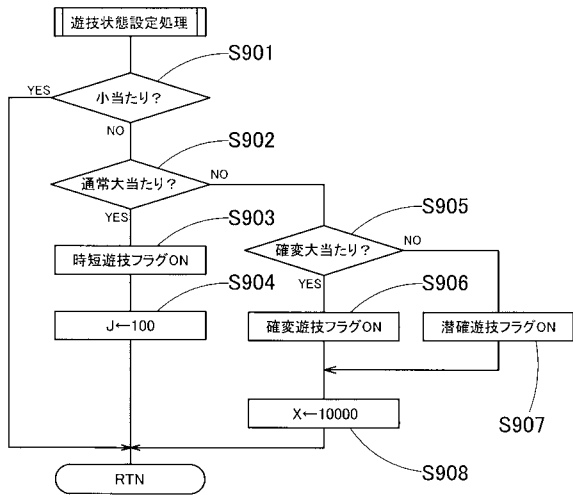 遊技状態設定処理
S901
小当たり？
YES
NO
S902
通常大当たり？
NO
YES
S903
時短遊技フラグON
S904
J←100
S905
確変大当たり？
NO
YES
S906
確変遊技フラグON
潜確遊技フラグON
S907
X←10000
S908
RTN